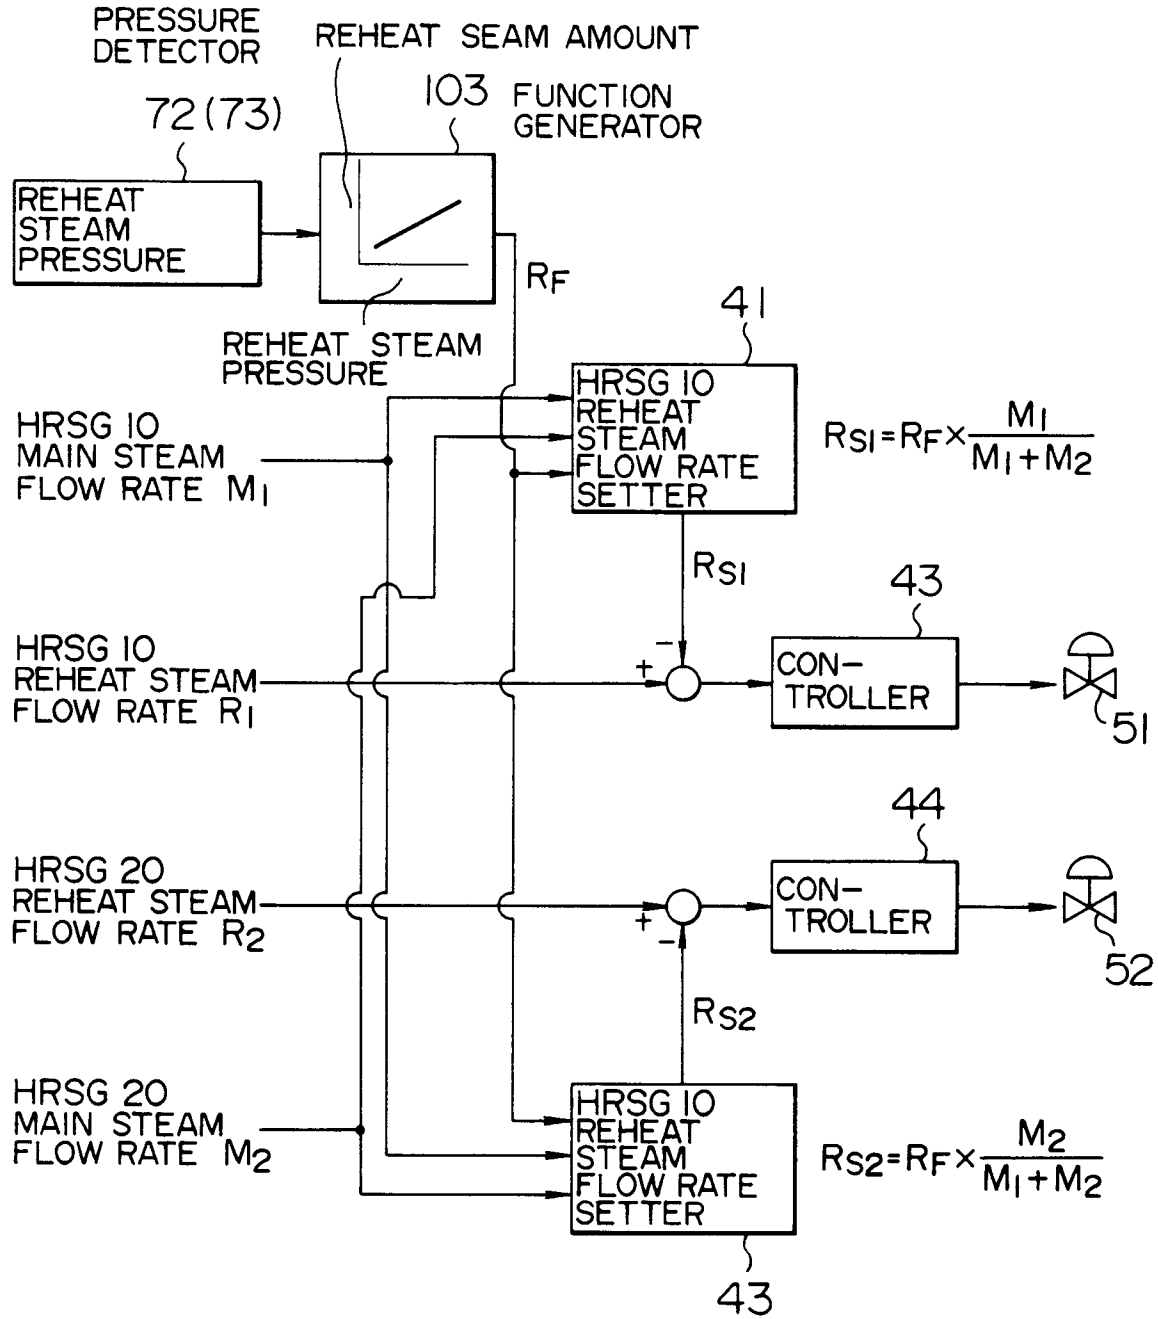 PRESSURE
DETECTOR
REHEAT SEAM AMOUNT
72(73)
103
FUNCTION
GENERATOR
REHEAT
STEAM
PRESSURE
RF
REHEAT STEAM
PRESSURE
41
HRSG 10
REHEAT
STEAM
FLOW RATE
SETTER
RS1=RF×M1/M1+M2
HRSG 10
MAIN STEAM
FLOW RATE M1
RS1
43
HRSG 10
REHEAT STEAM
FLOW RATE R1
+
−
CON-
TROLLER
51
44
HRSG 20
REHEAT STEAM
FLOW RATE R2
+
−
CON-
TROLLER
52
RS2
HRSG 20
MAIN STEAM
FLOW RATE M2
HRSG 10
REHEAT
STEAM
FLOW RATE
SETTER
RS2=RF×M2/M1+M2
43